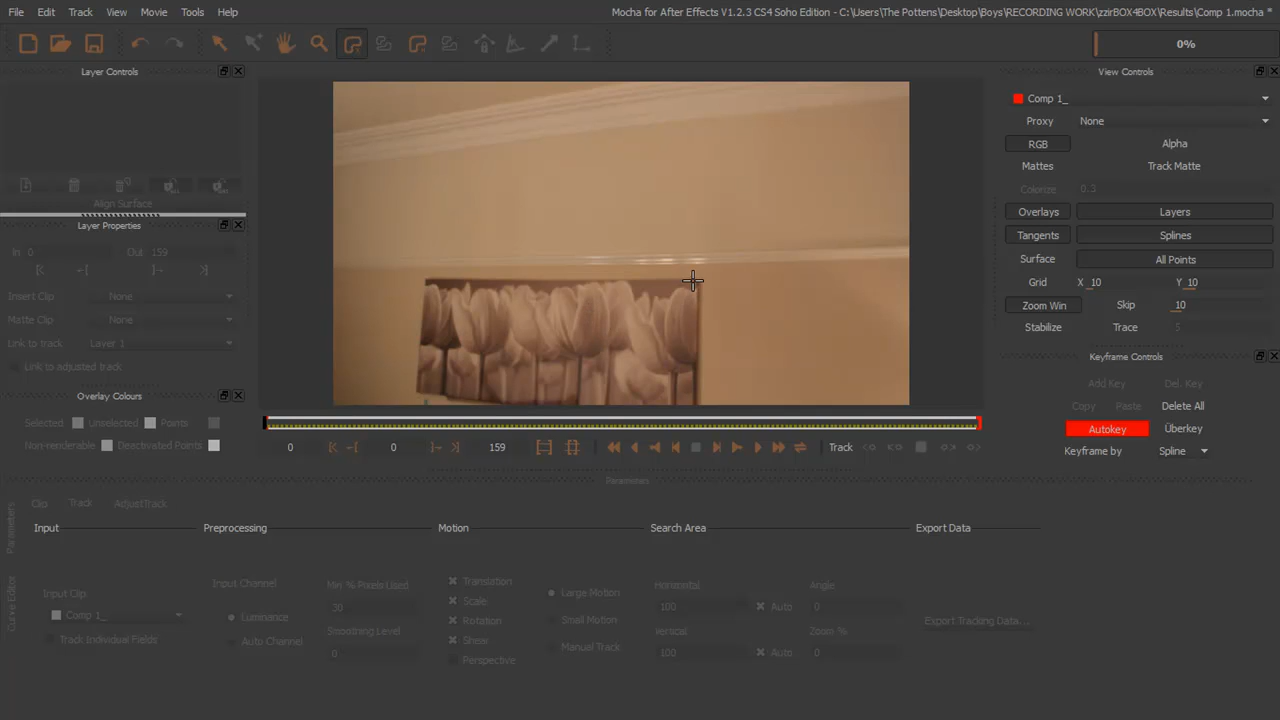 File Edit Track View Movie Tools Help
Mocha for After Effects V1.2.3 CS4 Soho Edition - C:\Users\The Pottens\Desktop\Boys\RECORDING WORK\zzirBOX4BOX\Results\Comp 1.mocha *
0%
Layer Controls
View Controls
Comp 1_
Proxy None
RGB Alpha
Mattes Track Matte
Colorize 0.3
Align Surface
Overlays Layers
Layer Properties
Tangents Splines
In 0 Out 159
Surface All Points
Grid X 10 Y 10
Insert Clip None
Zoom Win Skip 10
Matte Clip None
Stabilize Trace 5
Link to track Layer 1
Keyframe Controls
Link to adjusted track
Add Key Del. Key
Overlay Colours
Copy Paste Delete All
Selected Unselected Points
Autokey Überkey
Non-renderable Deactivated Points
0 0 159 Track
Keyframe by Spline
Parameters
Clip Track AdjustTrack
Parameters
Curve Editor
Input Preprocessing Motion Search Area Export Data
Input Channel Min % Pixels Used Translation Large Motion Horizontal Angle
Input Clip 30 Scale 100 Auto 0
Comp 1_ Luminance Rotation Small Motion Export Tracking Data...
Track Individual Fields Auto Channel Smoothing Level Shear Manual Track Vertical Zoom %
0 Perspective 100 Auto 0